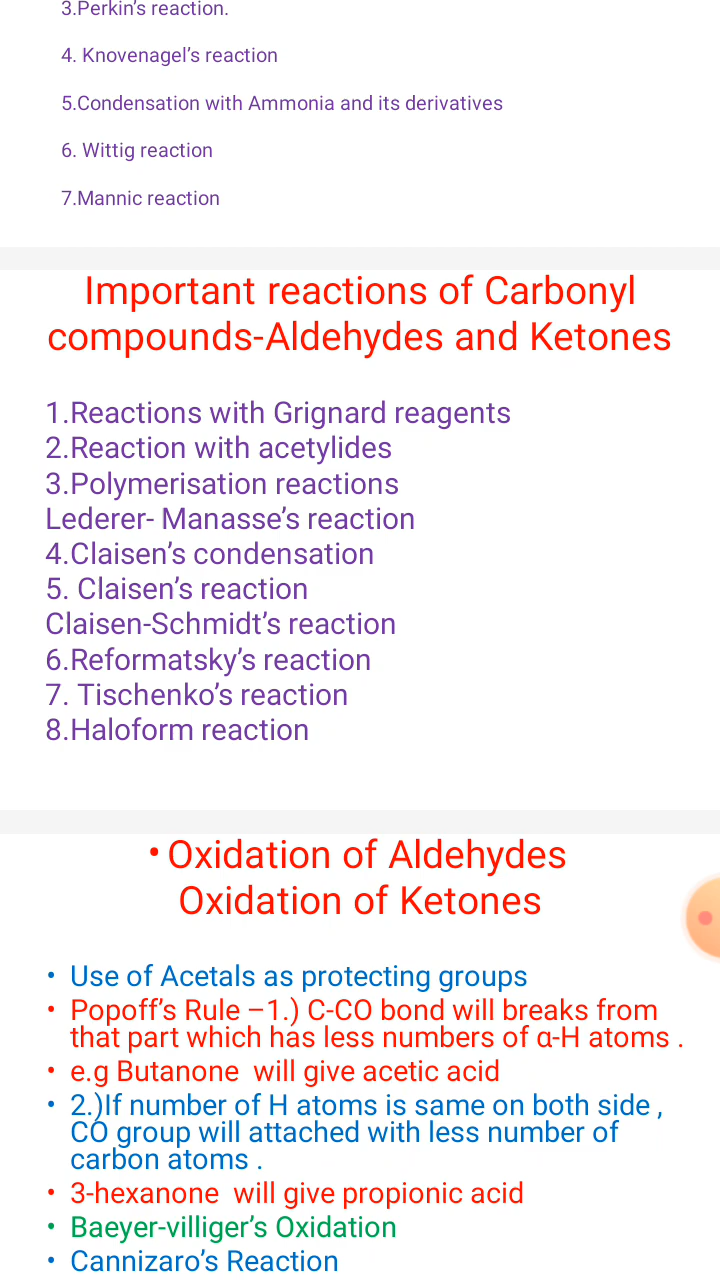 3.Perkin’s reaction.
4. Knovenagel’s reaction
5.Condensation with Ammonia and its derivatives
6. Wittig reaction
7.Mannic reaction
Important reactions of Carbonyl
compounds-Aldehydes and Ketones
1.Reactions with Grignard reagents
2.Reaction with acetylides
3.Polymerisation reactions
Lederer- Manasse’s reaction
4.Claisen’s condensation
5. Claisen’s reaction
Claisen-Schmidt’s reaction
6.Reformatsky’s reaction
7. Tischenko’s reaction
8.Haloform reaction
• Oxidation of Aldehydes
Oxidation of Ketones
• Use of Acetals as protecting groups
• Popoff’s Rule –1.) C-CO bond will breaks from
that part which has less numbers of α-H atoms .
• e.g Butanone  will give acetic acid
• 2.)If number of H atoms is same on both side ,
CO group will attached with less number of
carbon atoms .
• 3-hexanone  will give propionic acid
• Baeyer-villiger’s Oxidation
• Cannizaro’s Reaction